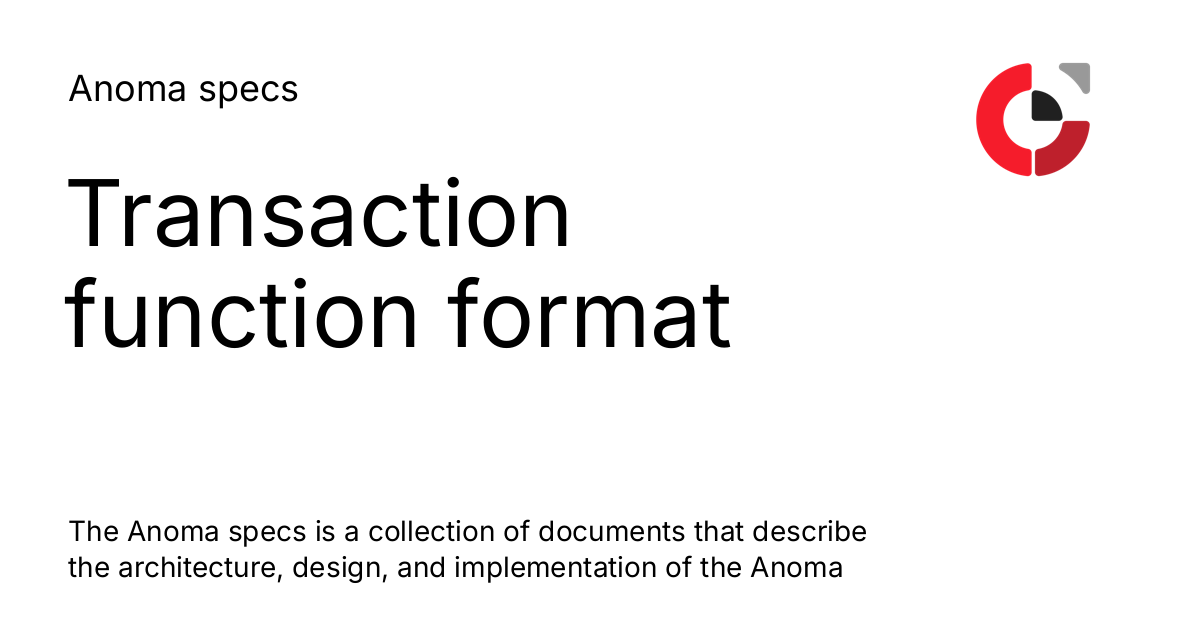 Anoma specs
Transaction
function format
The Anoma specs is a collection of documents that describe
the architecture, design, and implementation of the Anoma